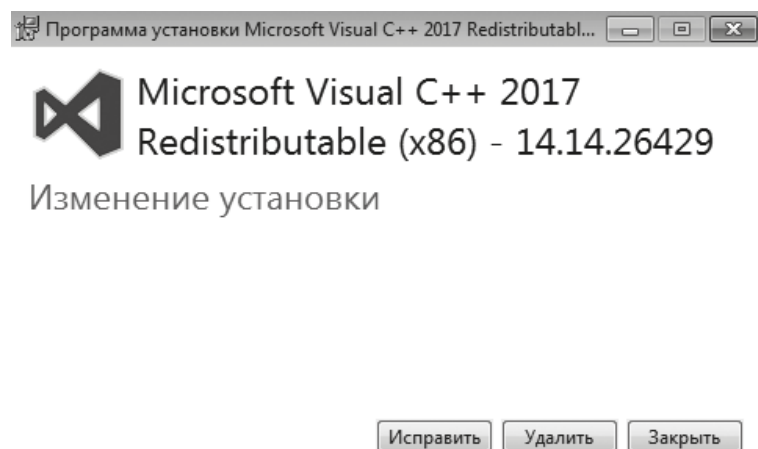 Программа установки Microsoft Visual C++ 2017 Redistributabl...
Microsoft Visual C++ 2017
Redistributable (x86) - 14.14.26429
Изменение установки
Исправить Удалить Закрыть